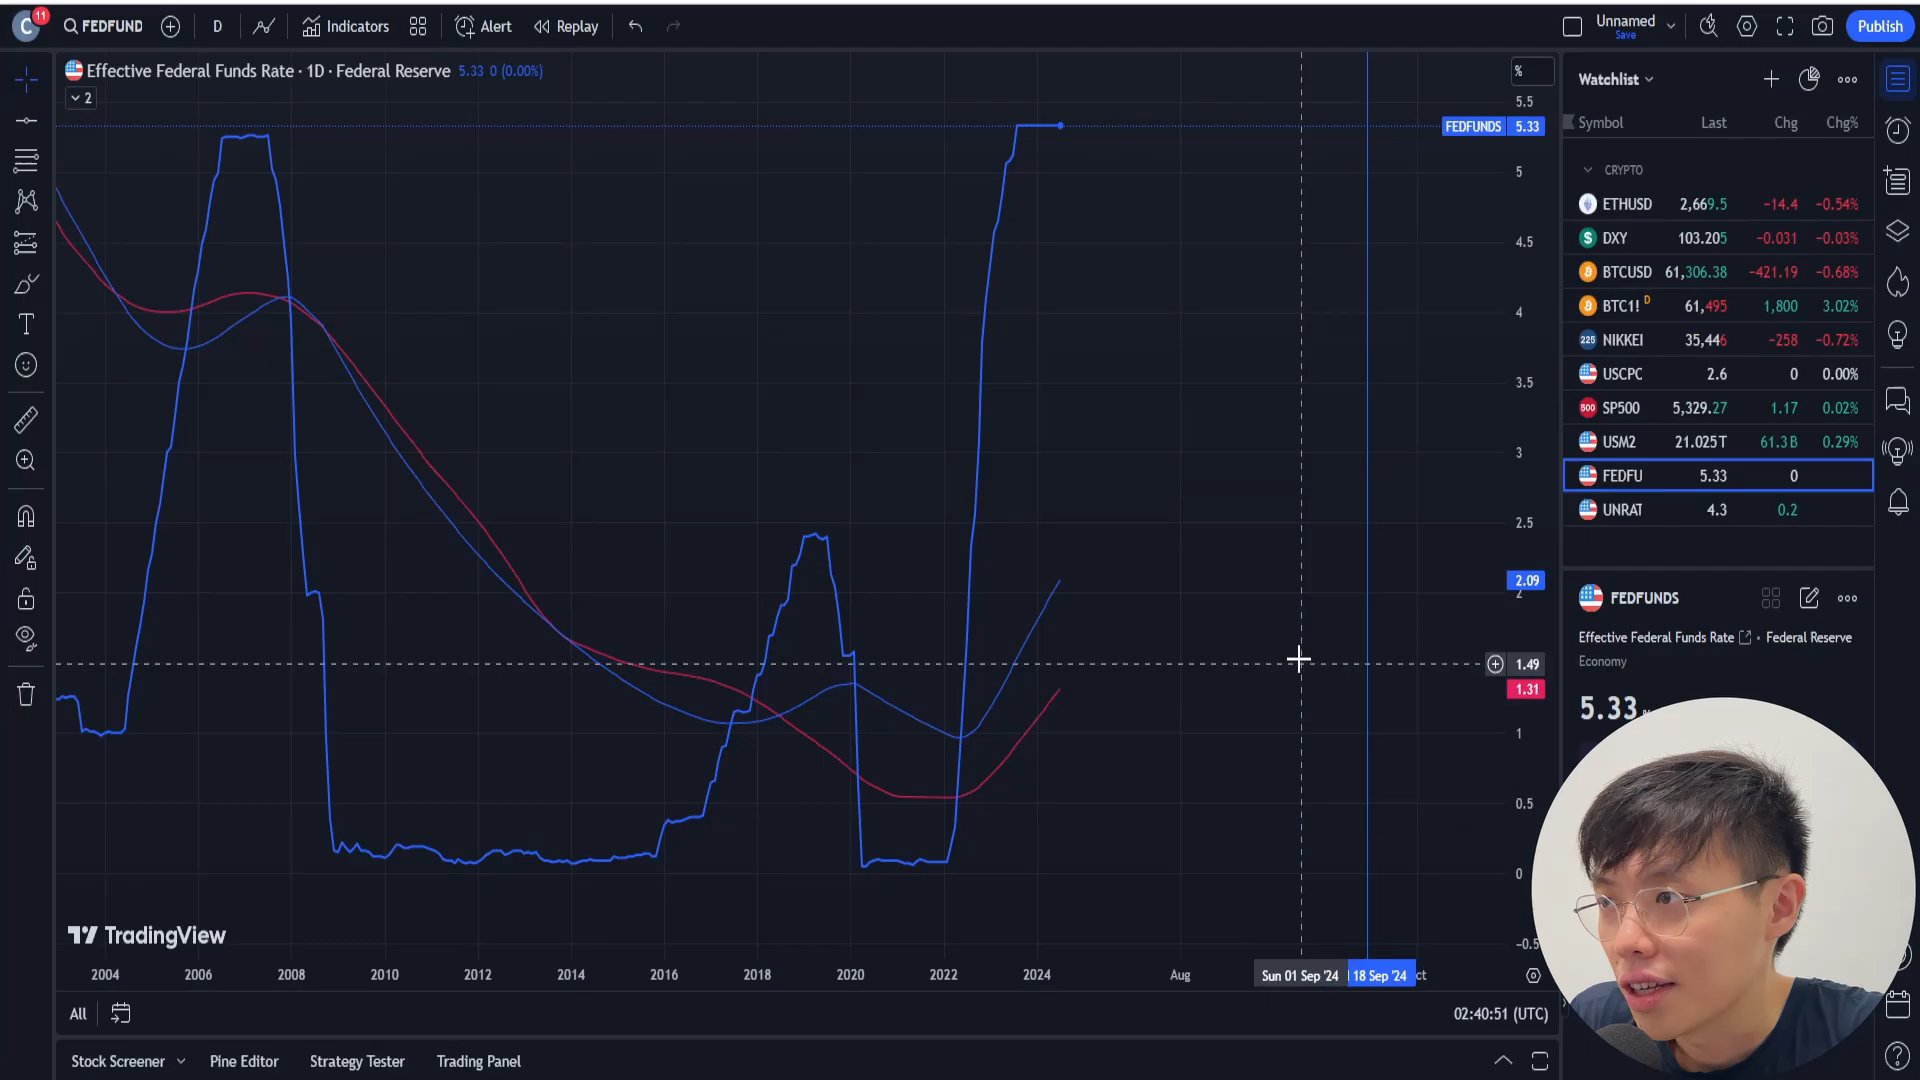 C 11 FEDFUND D Indicators Alert Replay Unnamed Save Publish
Effective Federal Funds Rate · 1D · Federal Reserve 5.33 0 (0.00%)
2
%
5.5
FEDFUNDS 5.33
5
4.5
4
3.5
3
2.5
2.09
2
1.49
1.31
1
0.5
0
-0.5
TradingView
2004 2006 2008 2010 2012 2014 2016 2018 2020 2022 2024 Aug Sun 01 Sep '24 18 Sep '24 ct
All
02:40:51 (UTC)
Stock Screener Pine Editor Strategy Tester Trading Panel
Watchlist
Symbol Last Chg Chg%
CRYPTO
ETHUSD 2,669.5 −14.4 −0.54%
$ DXY 103.205 −0.031 −0.03%
BTCUSD 61,306.38 −421.19 −0.68%
BTC1! D 61,495 1,800 3.02%
225 NIKKEI 35,446 −258 −0.72%
USCPC 2.6 0 0.00%
500 SP500 5,329.27 1.17 0.02%
USM2 21.025T 61.3B 0.29%
FEDFU 5.33 0
UNRAT 4.3 0.2
FEDFUNDS
Effective Federal Funds Rate · Federal Reserve
Economy
5.33